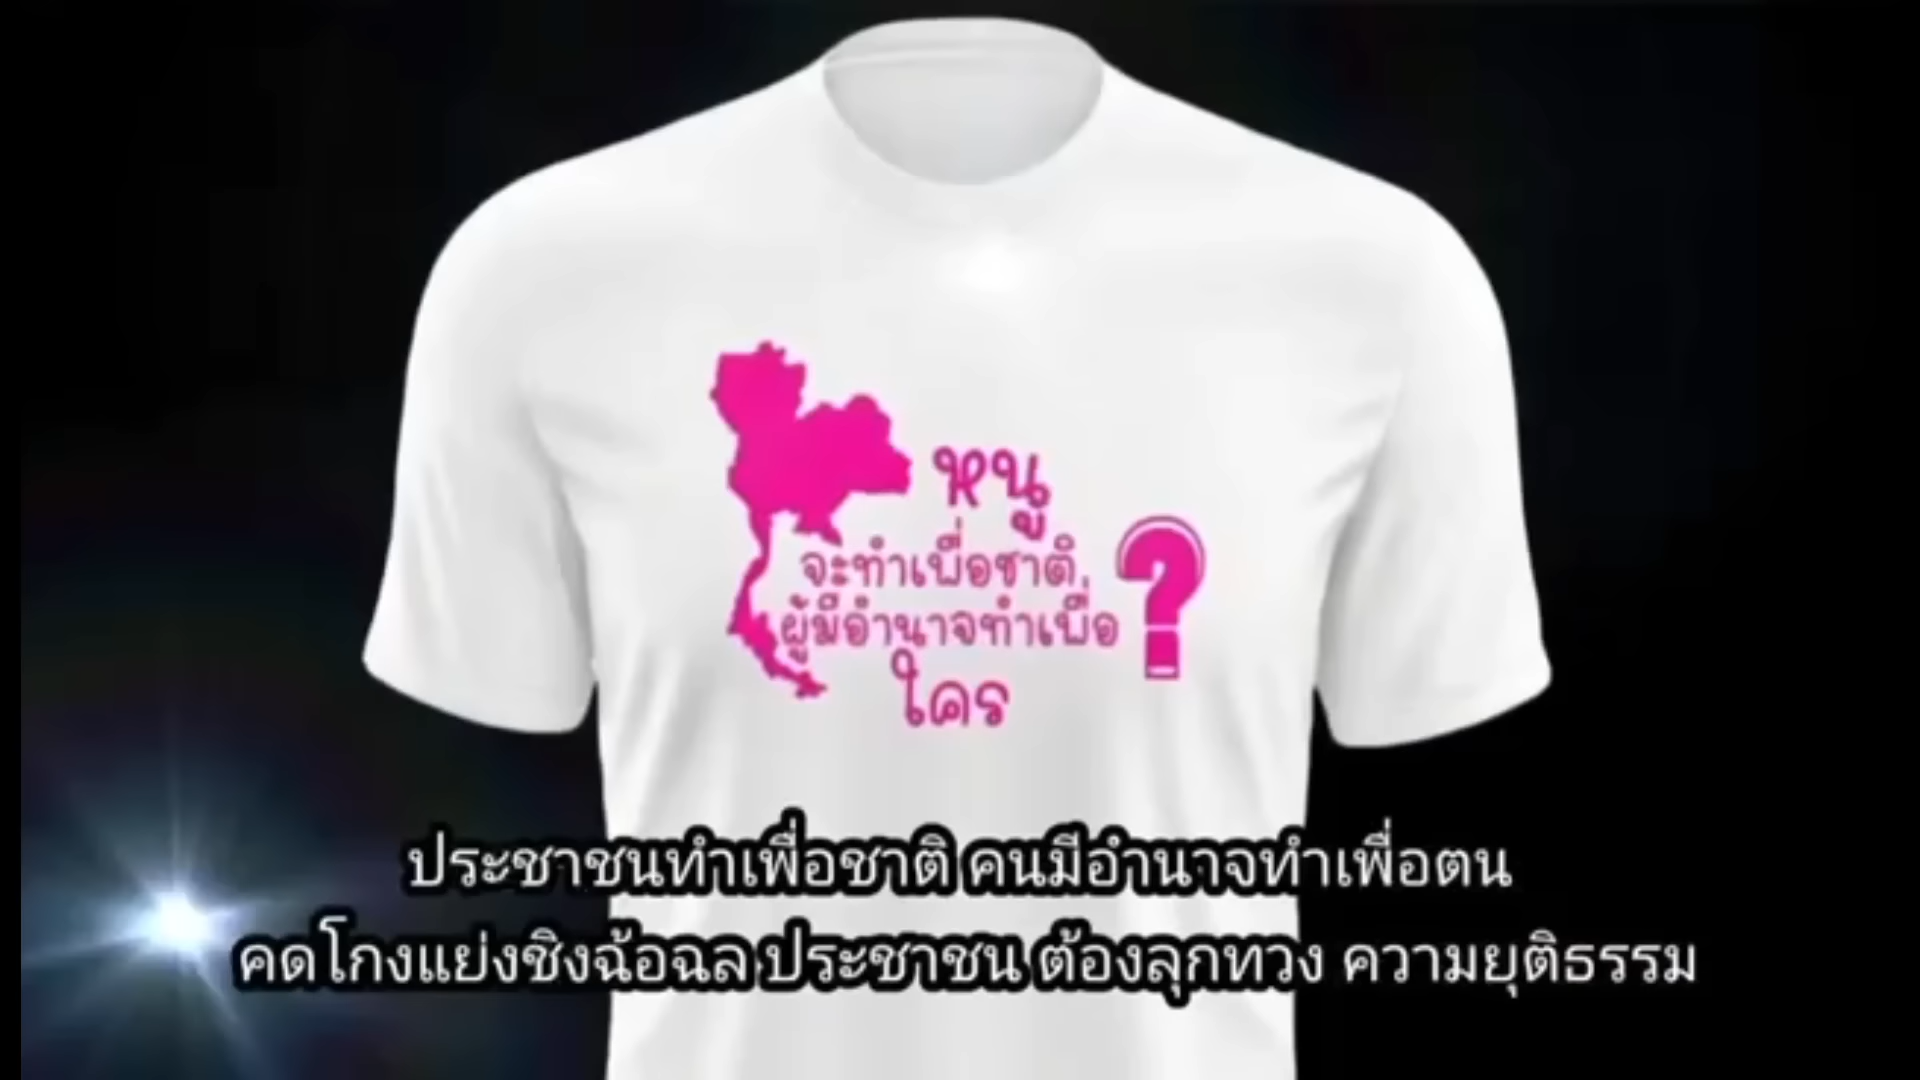 หนู
จะทำเพื่อชาติ
ผู้มีอำนาจทำเพื่อ
ใคร
?
ประชาชนทำเพื่อชาติ คนมีอำนาจทำเพื่อตน
คดโกงแย่งชิงฉ้อฉล ประชาชน ต้องลุกทวง ความยุติธรรม